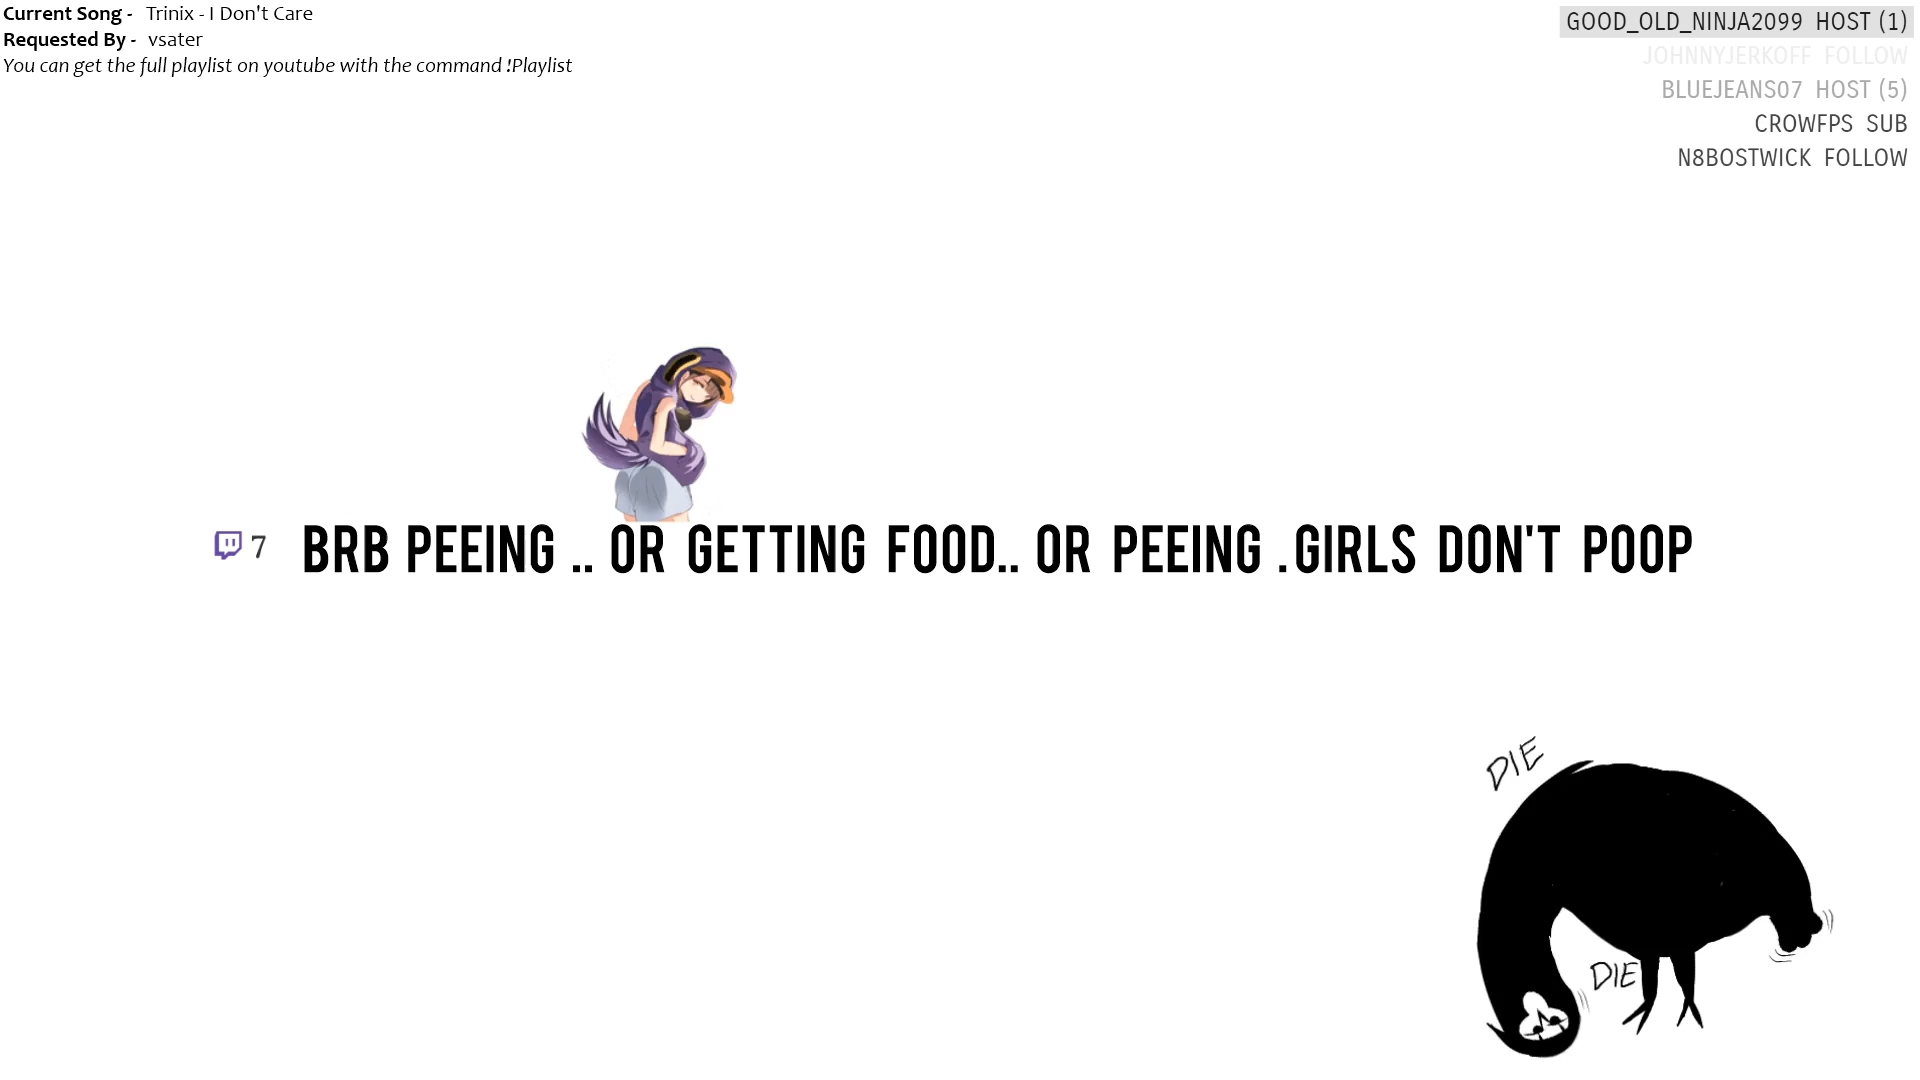 Current Song - Trinix - I Don't Care
Requested By - vsater
You can get the full playlist on youtube with the command !Playlist
GOOD_OLD_NINJA2099 HOST (1)
JOHNNYJERKOFF FOLLOW
BLUEJEANS07 HOST (5)
CROWFPS SUB
N8BOSTWICK FOLLOW
7
BRB PEEING .. OR GETTING FOOD.. OR PEEING .GIRLS DON'T POOP
DIE
DIE